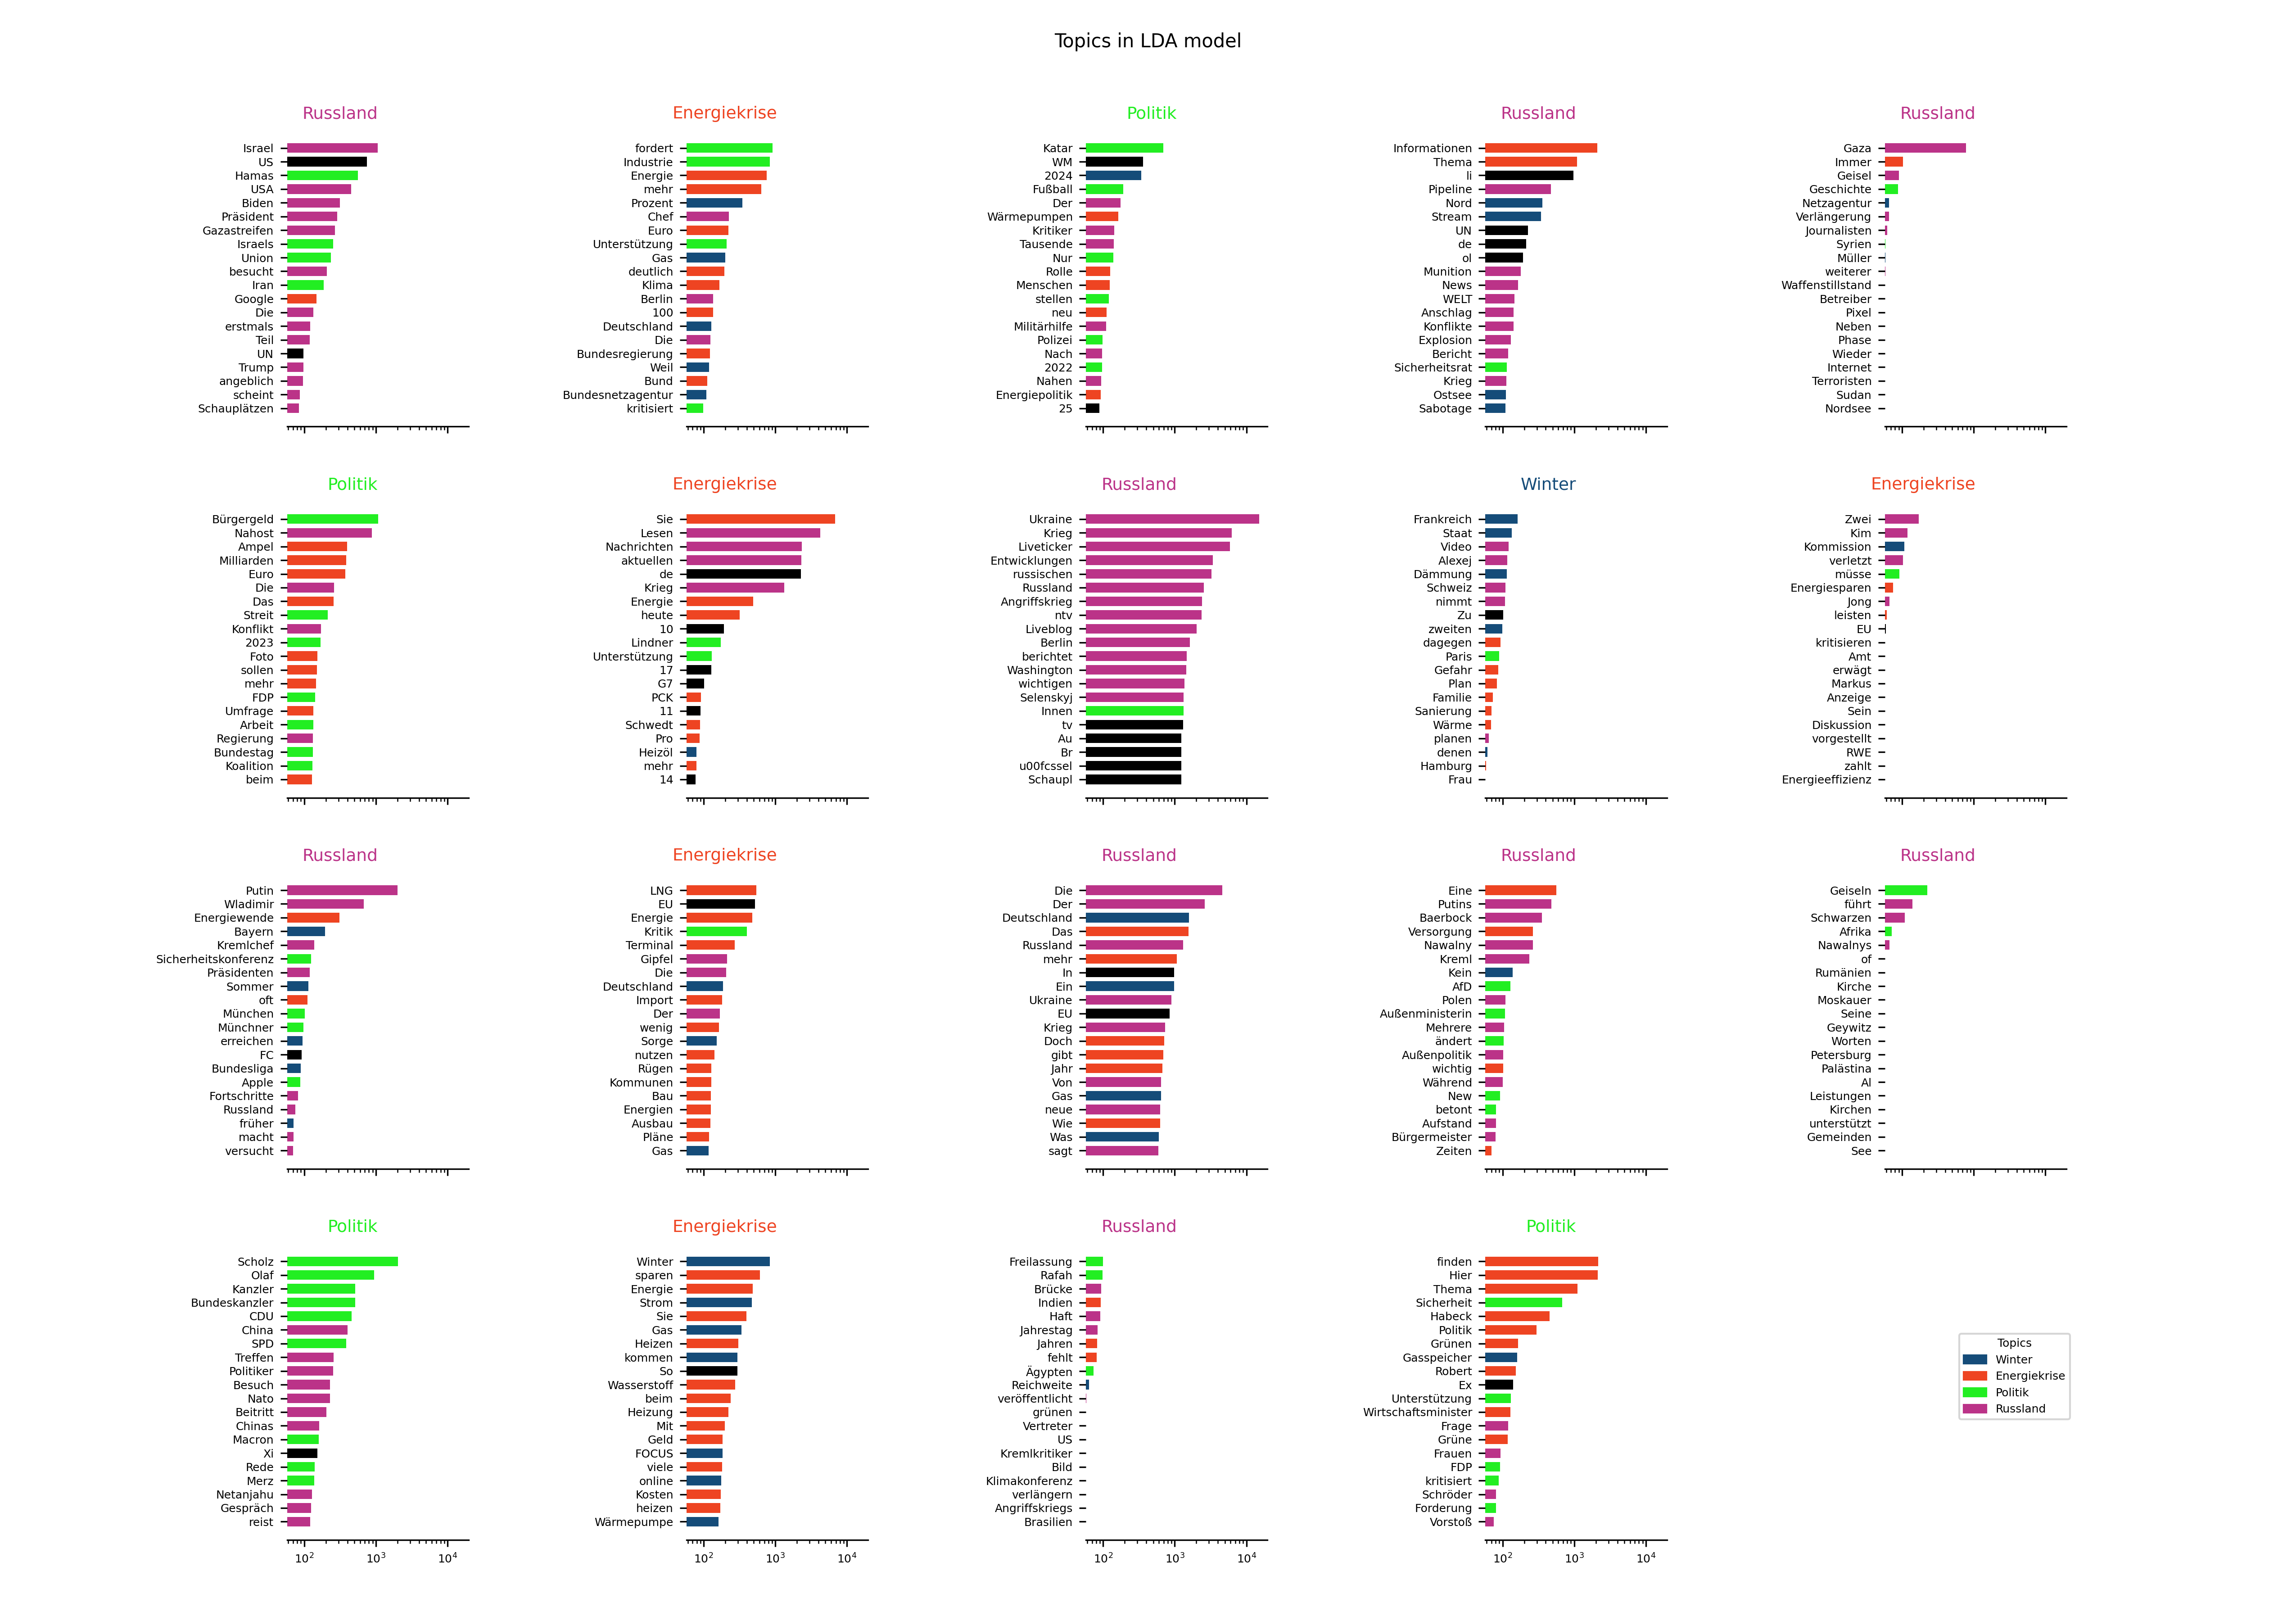 Topics in LDA model
Russland
Israel
US
Hamas
USA
Biden
Präsident
Gazastreifen
Israels
Union
besucht
Iran
Google
Die
erstmals
Teil
UN
Trump
angeblich
scheint
Schauplätzen
Energiekrise
fordert
Industrie
Energie
mehr
Prozent
Chef
Euro
Unterstützung
Gas
deutlich
Klima
Berlin
100
Deutschland
Die
Bundesregierung
Weil
Bund
Bundesnetzagentur
kritisiert
Politik
Katar
WM
2024
Fußball
Der
Wärmepumpen
Kritiker
Tausende
Nur
Rolle
Menschen
stellen
neu
Militärhilfe
Polizei
Nach
2022
Nahen
Energiepolitik
25
Russland
Informationen
Thema
li
Pipeline
Nord
Stream
UN
de
ol
Munition
News
WELT
Anschlag
Konflikte
Explosion
Bericht
Sicherheitsrat
Krieg
Ostsee
Sabotage
Russland
Gaza
Immer
Geisel
Geschichte
Netzagentur
Verlängerung
Journalisten
Syrien
Müller
weiterer
Waffenstillstand
Betreiber
Pixel
Neben
Phase
Wieder
Internet
Terroristen
Sudan
Nordsee
Politik
Bürgergeld
Nahost
Ampel
Milliarden
Euro
Die
Das
Streit
Konflikt
2023
Foto
sollen
mehr
FDP
Umfrage
Arbeit
Regierung
Bundestag
Koalition
beim
Energiekrise
Sie
Lesen
Nachrichten
aktuellen
de
Krieg
Energie
heute
10
Lindner
Unterstützung
17
G7
PCK
11
Schwedt
Pro
Heizöl
mehr
14
Russland
Ukraine
Krieg
Liveticker
Entwicklungen
russischen
Russland
Angriffskrieg
ntv
Liveblog
Berlin
berichtet
Washington
wichtigen
Selenskyj
Innen
tv
Au
Br
u00fcssel
Schaupl
Winter
Frankreich
Staat
Video
Alexej
Dämmung
Schweiz
nimmt
Zu
zweiten
dagegen
Paris
Gefahr
Plan
Familie
Sanierung
Wärme
planen
denen
Hamburg
Frau
Energiekrise
Zwei
Kim
Kommission
verletzt
müsse
Energiesparen
Jong
leisten
EU
kritisieren
Amt
erwägt
Markus
Anzeige
Sein
Diskussion
vorgestellt
RWE
zahlt
Energieeffizienz
Russland
Putin
Wladimir
Energiewende
Bayern
Kremlchef
Sicherheitskonferenz
Präsidenten
Sommer
oft
München
Münchner
erreichen
FC
Bundesliga
Apple
Fortschritte
Russland
früher
macht
versucht
Energiekrise
LNG
EU
Energie
Kritik
Terminal
Gipfel
Die
Deutschland
Import
Der
wenig
Sorge
nutzen
Rügen
Kommunen
Bau
Energien
Ausbau
Pläne
Gas
Russland
Die
Der
Deutschland
Das
Russland
mehr
In
Ein
Ukraine
EU
Krieg
Doch
gibt
Jahr
Von
Gas
neue
Wie
Was
sagt
Russland
Eine
Putins
Baerbock
Versorgung
Nawalny
Kreml
Kein
AfD
Polen
Außenministerin
Mehrere
ändert
Außenpolitik
wichtig
Während
New
betont
Aufstand
Bürgermeister
Zeiten
Russland
Geiseln
führt
Schwarzen
Afrika
Nawalnys
of
Rumänien
Kirche
Moskauer
Seine
Geywitz
Worten
Petersburg
Palästina
Al
Leistungen
Kirchen
unterstützt
Gemeinden
See
Politik
Scholz
Olaf
Kanzler
Bundeskanzler
CDU
China
SPD
Treffen
Politiker
Besuch
Nato
Beitritt
Chinas
Macron
Xi
Rede
Merz
Netanjahu
Gespräch
reist
10² 10³ 10⁴
Energiekrise
Winter
sparen
Energie
Strom
Sie
Gas
Heizen
kommen
So
Wasserstoff
beim
Heizung
Mit
Geld
FOCUS
viele
online
Kosten
heizen
Wärmepumpe
10² 10³ 10⁴
Russland
Freilassung
Rafah
Brücke
Indien
Haft
Jahrestag
Jahren
fehlt
Ägypten
Reichweite
veröffentlicht
grünen
Vertreter
US
Kremlkritiker
Bild
Klimakonferenz
verlängern
Angriffskriegs
Brasilien
10² 10³ 10⁴
Politik
finden
Hier
Thema
Sicherheit
Habeck
Politik
Grünen
Gasspeicher
Robert
Ex
Unterstützung
Wirtschaftsminister
Frage
Grüne
Frauen
FDP
kritisiert
Schröder
Forderung
Vorstoß
10² 10³ 10⁴
Topics
Winter
Energiekrise
Politik
Russland